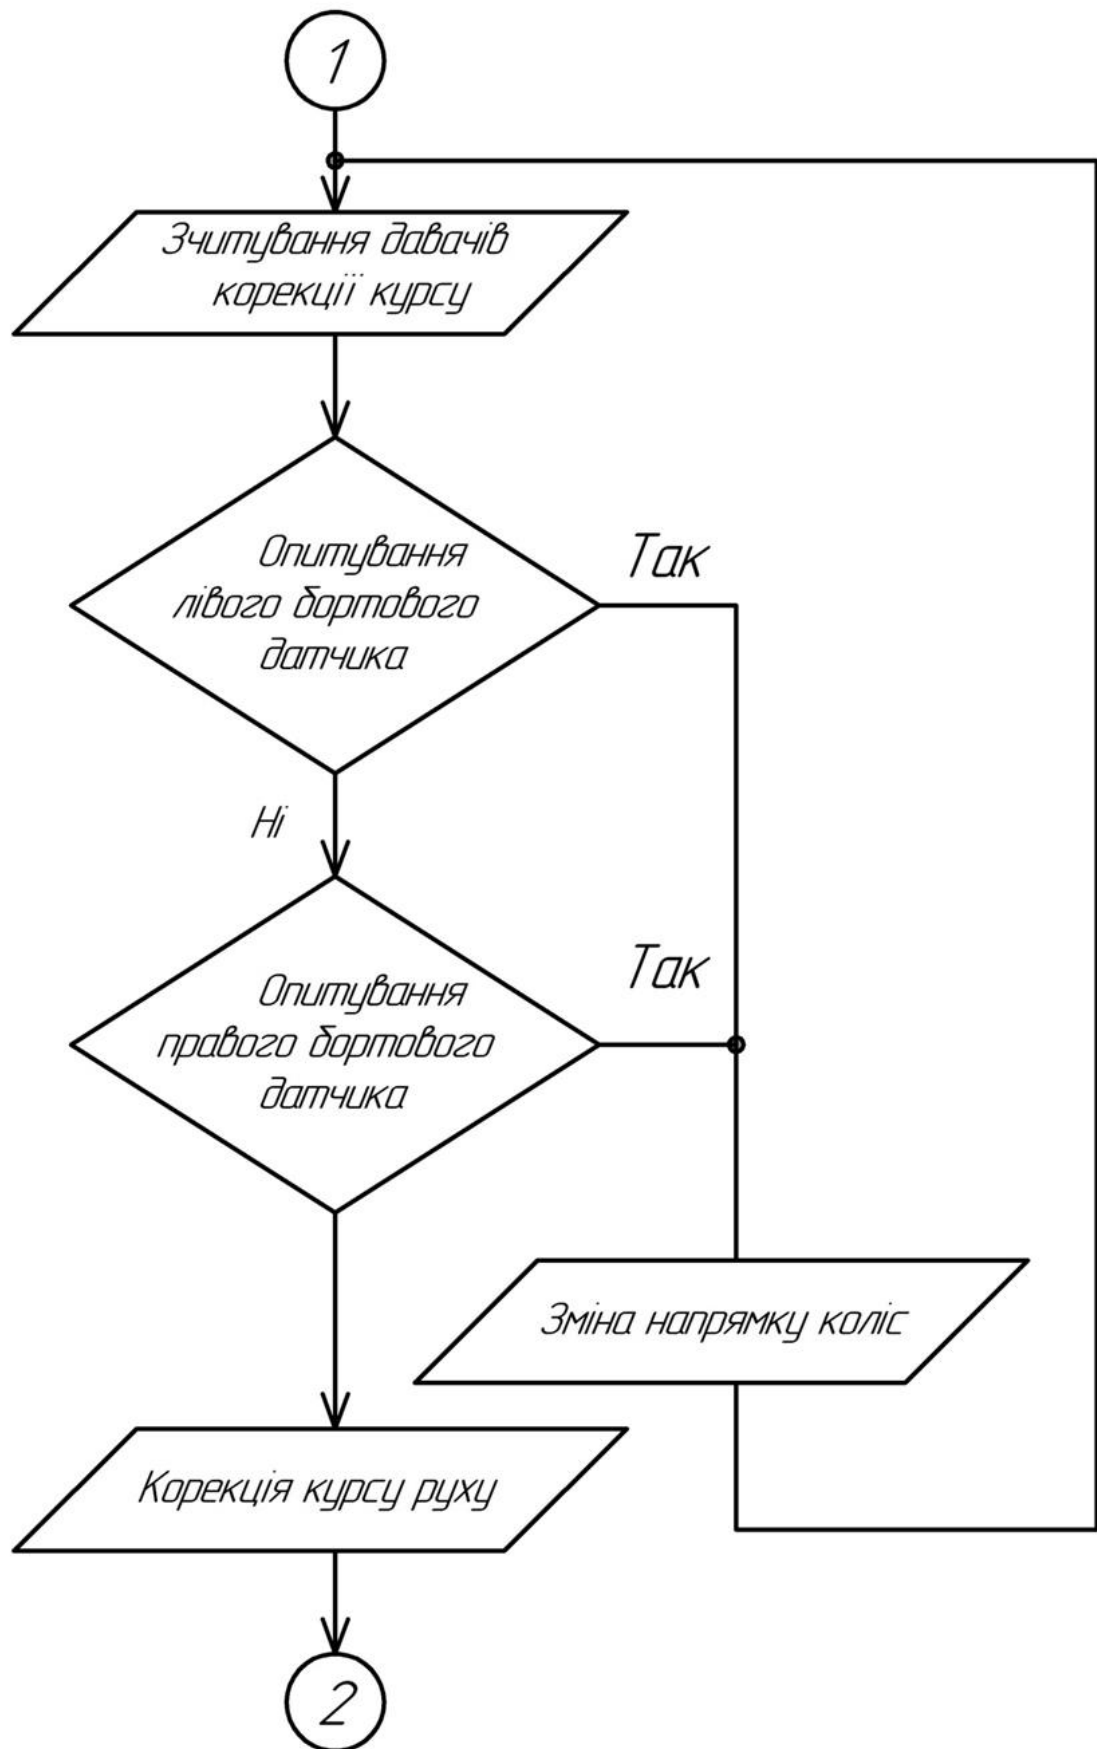 1
Зчитування давачів
корекції курсу
Опитування
лівого бортового
датчика
Так
Ні
Опитування
правого бортового
датчика
Так
Зміна напрямку коліс
Корекція курсу руху
2